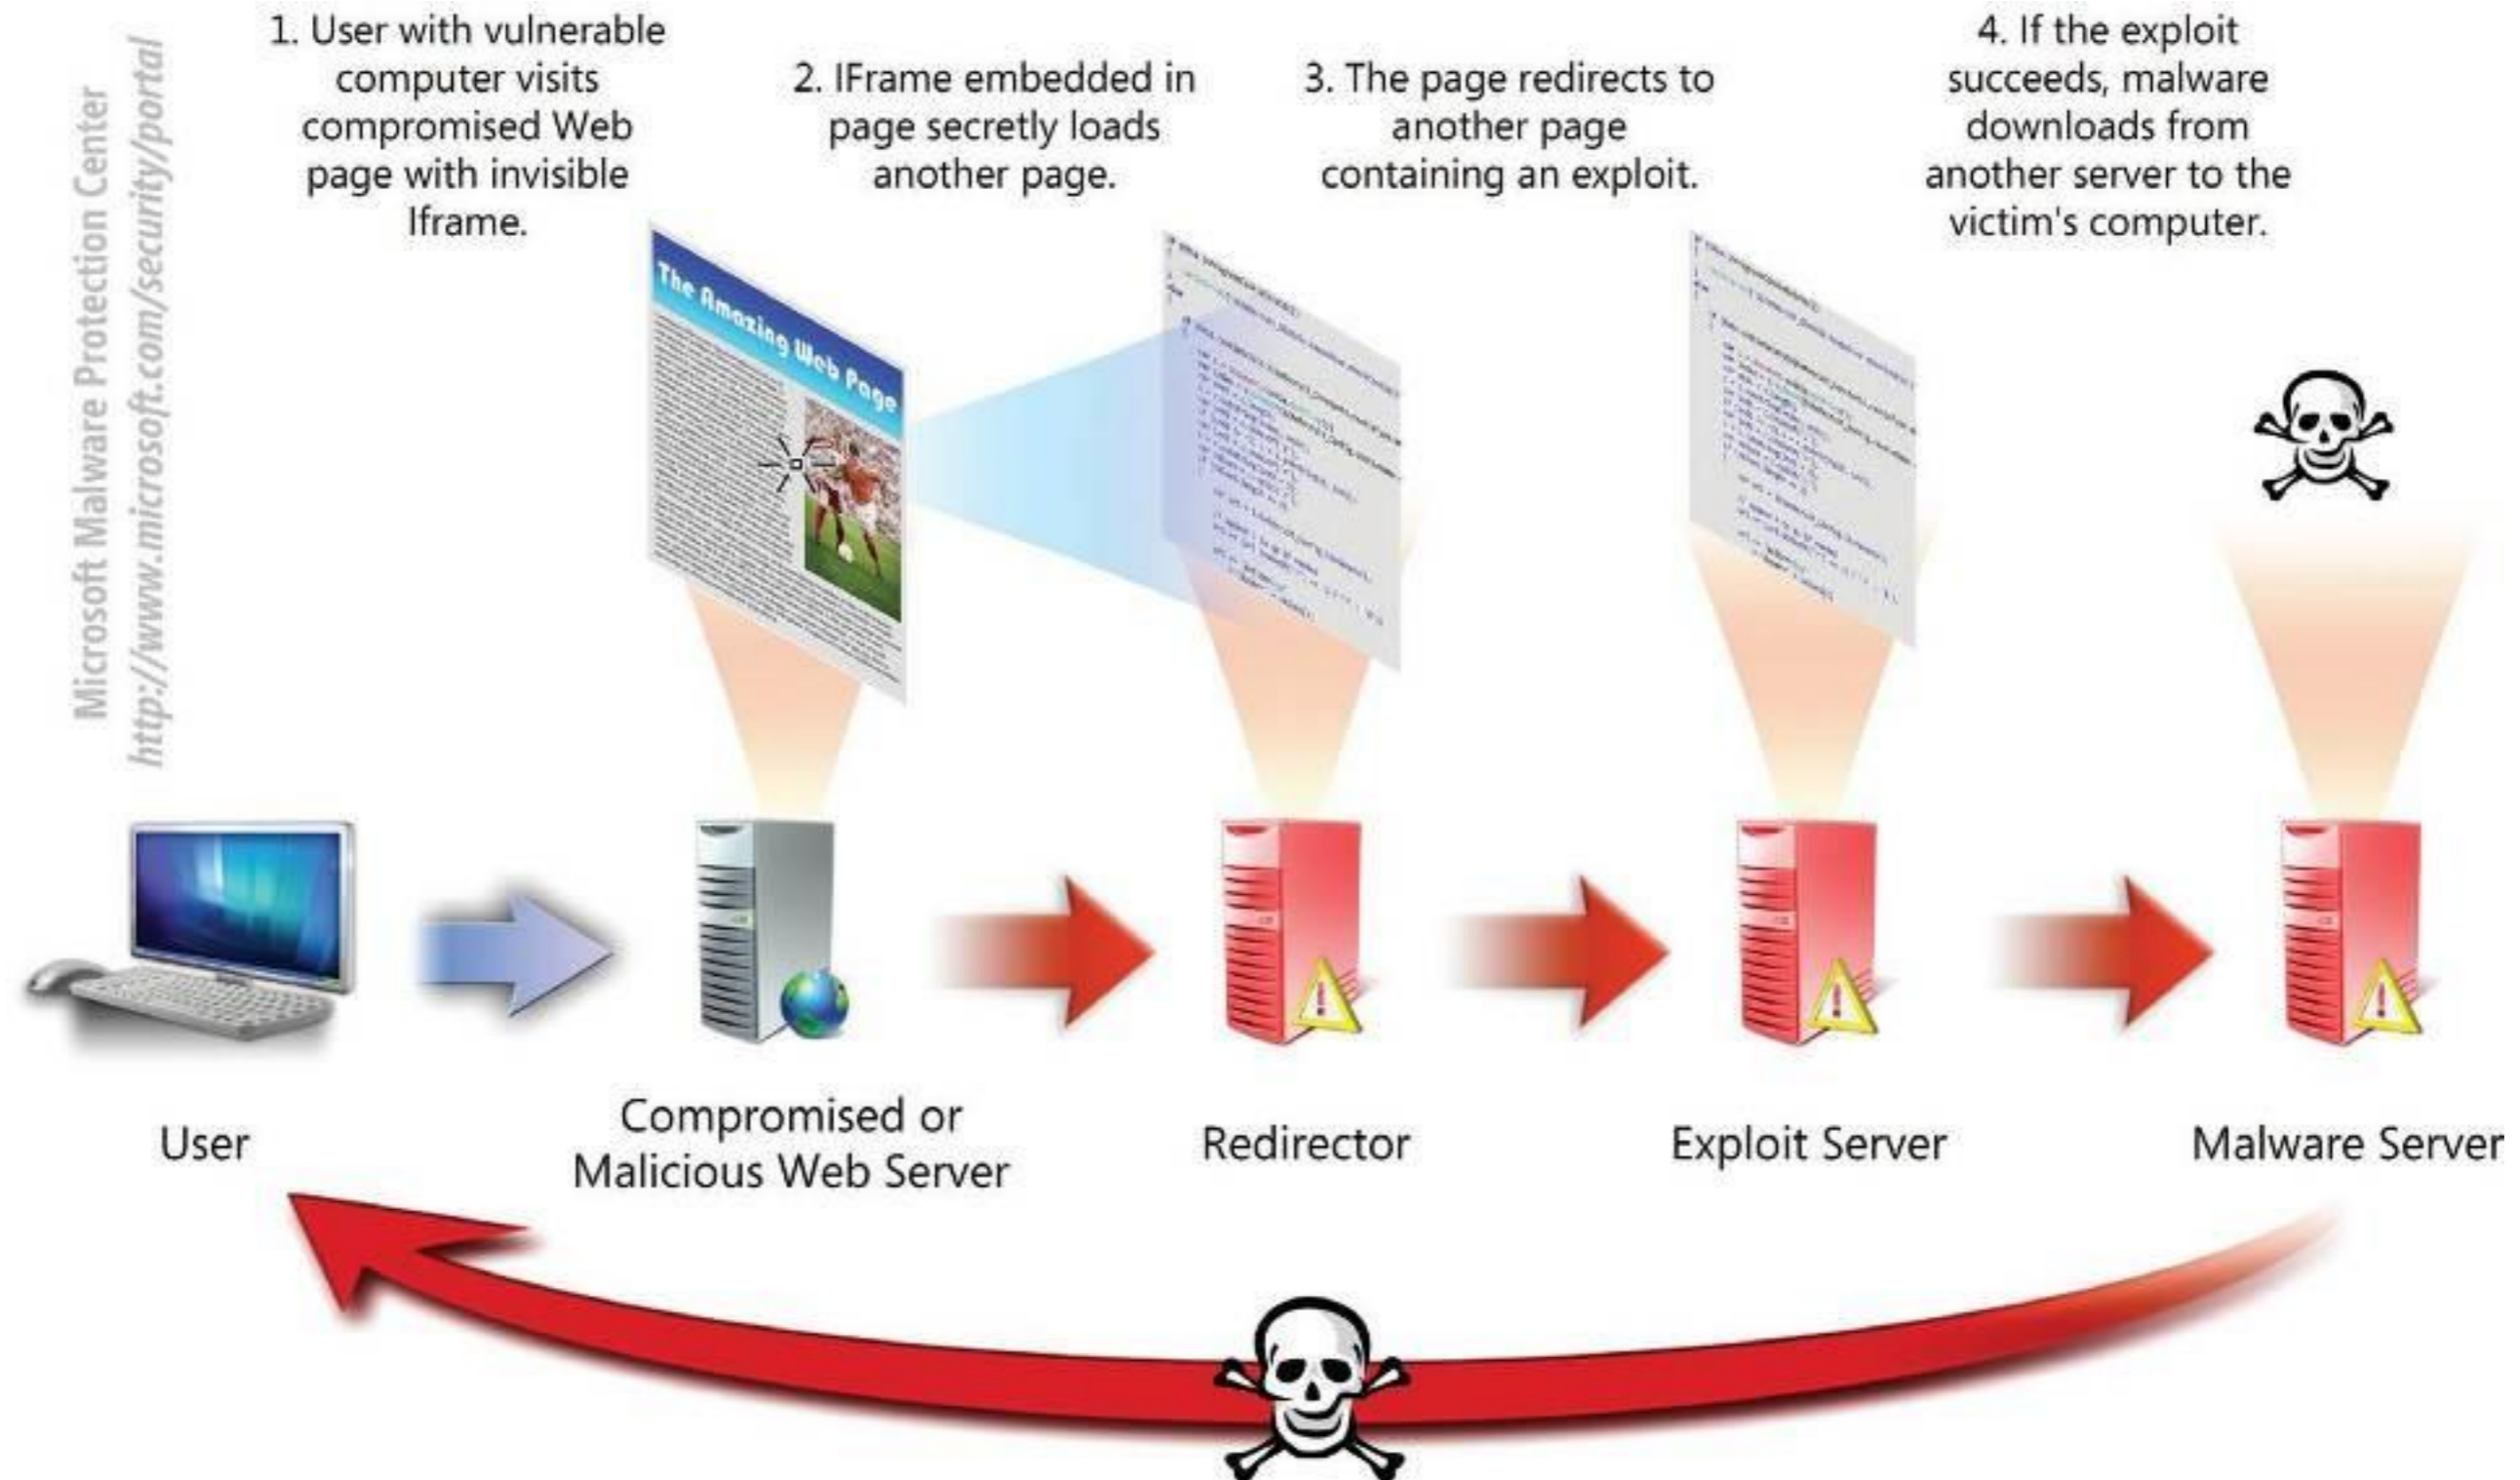 Microsoft Malware Protection Center
http://www.microsoft.com/security/portal
1. User with vulnerable
computer visits
compromised Web
page with invisible
Iframe.
2. IFrame embedded in
page secretly loads
another page.
3. The page redirects to
another page
containing an exploit.
4. If the exploit
succeeds, malware
downloads from
another server to the
victim's computer.
The Amazing Web Page
User
Compromised or
Malicious Web Server
Redirector
Exploit Server
Malware Server